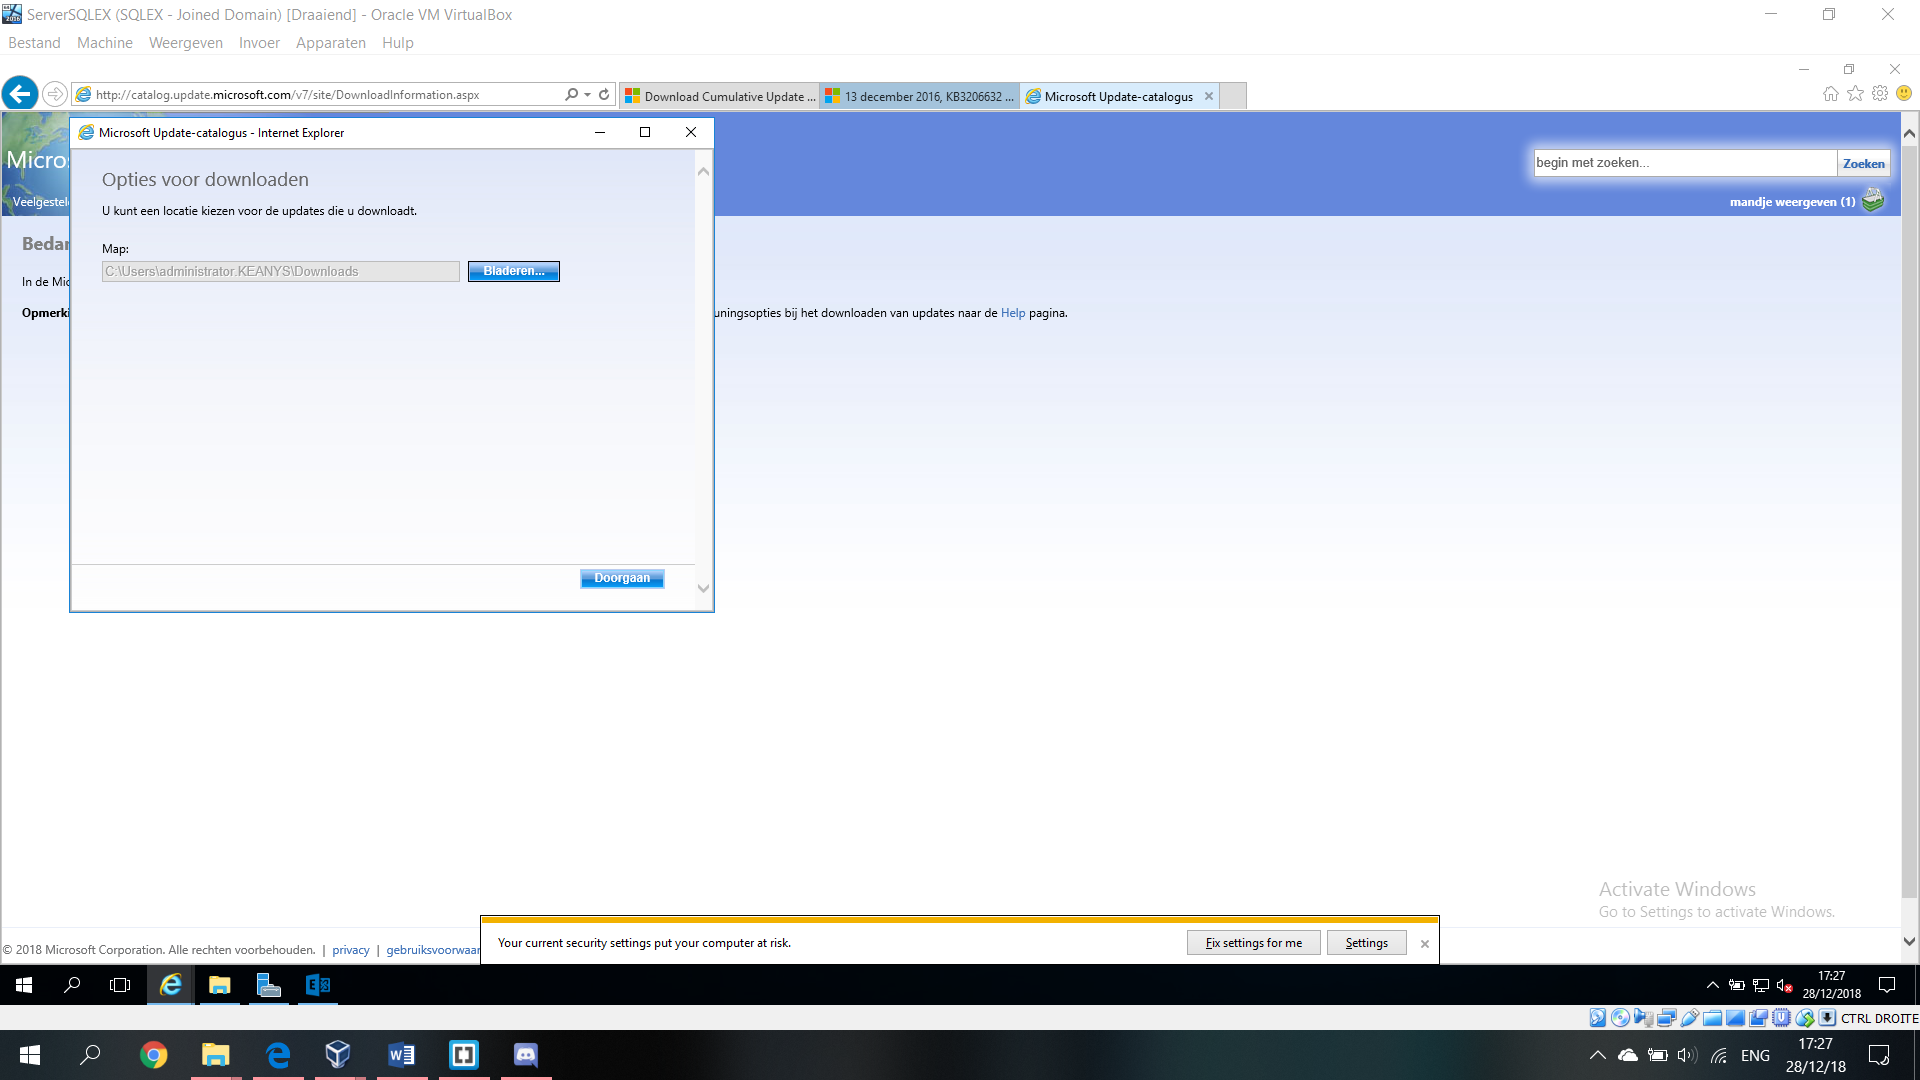 ServerSQLEX (SQLEX - Joined Domain) [Draaiend] - Oracle VM VirtualBox
Bestand Machine Weergeven Invoer Apparaten Hulp
http://catalog.update.microsoft.com/v7/site/DownloadInformation.aspx
Download Cumulative Update ...
13 december 2016, KB3206632 ...
Microsoft Update-catalogus
Microsoft Update-catalogus - Internet Explorer
Opties voor downloaden
U kunt een locatie kiezen voor de updates die u downloadt.
Map:
C:\Users\administrator.KEANYS\Downloads
Bladeren...
Doorgaan
Micros
Veelgestel
begin met zoeken...
Zoeken
mandje weergeven (1)
Bedan
In de Mic
Opmerki
uningsopties bij het downloaden van updates naar de Help pagina.
Activate Windows
Go to Settings to activate Windows.
© 2018 Microsoft Corporation. Alle rechten voorbehouden. | privacy | gebruiksvoorwaar
Your current security settings put your computer at risk.
Fix settings for me
Settings
17:27
28/12/2018
CTRL DROITE
ENG
17:27
28/12/18